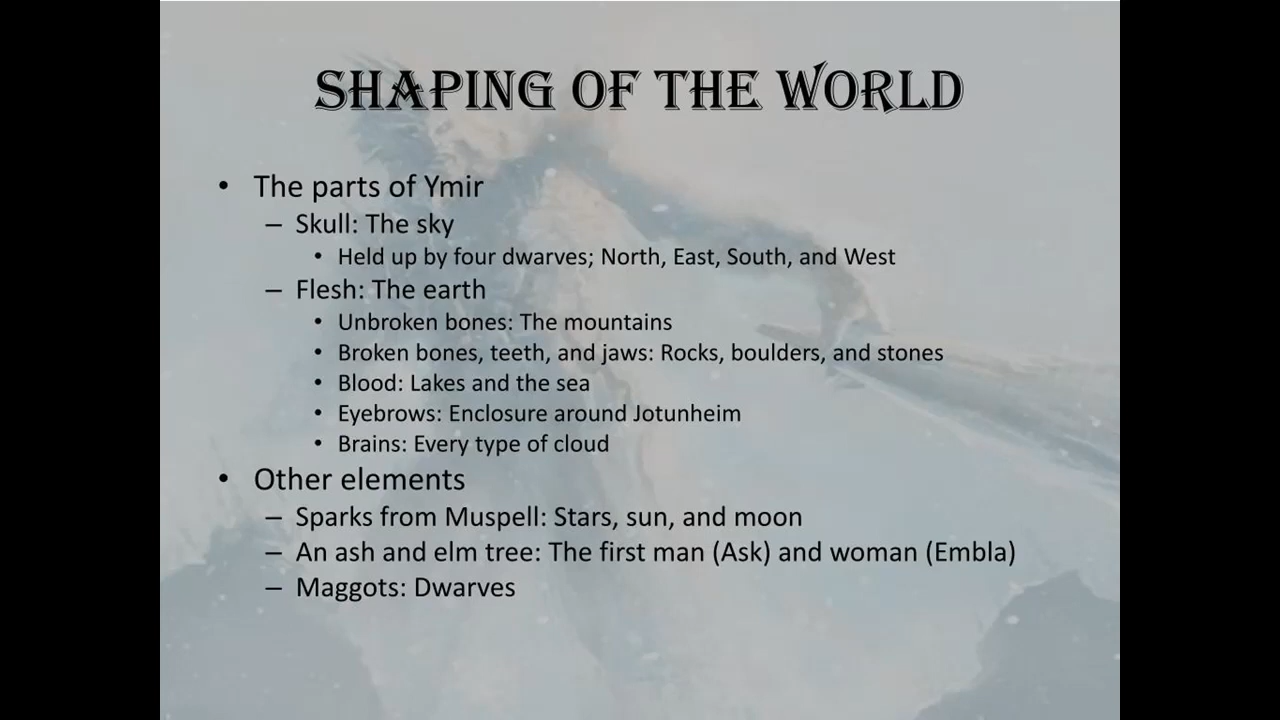 SHAPING OF THE WORLD
• The parts of Ymir
– Skull: The sky
• Held up by four dwarves; North, East, South, and West
– Flesh: The earth
• Unbroken bones: The mountains
• Broken bones, teeth, and jaws: Rocks, boulders, and stones
• Blood: Lakes and the sea
• Eyebrows: Enclosure around Jotunheim
• Brains: Every type of cloud
• Other elements
– Sparks from Muspell: Stars, sun, and moon
– An ash and elm tree: The first man (Ask) and woman (Embla)
– Maggots: Dwarves